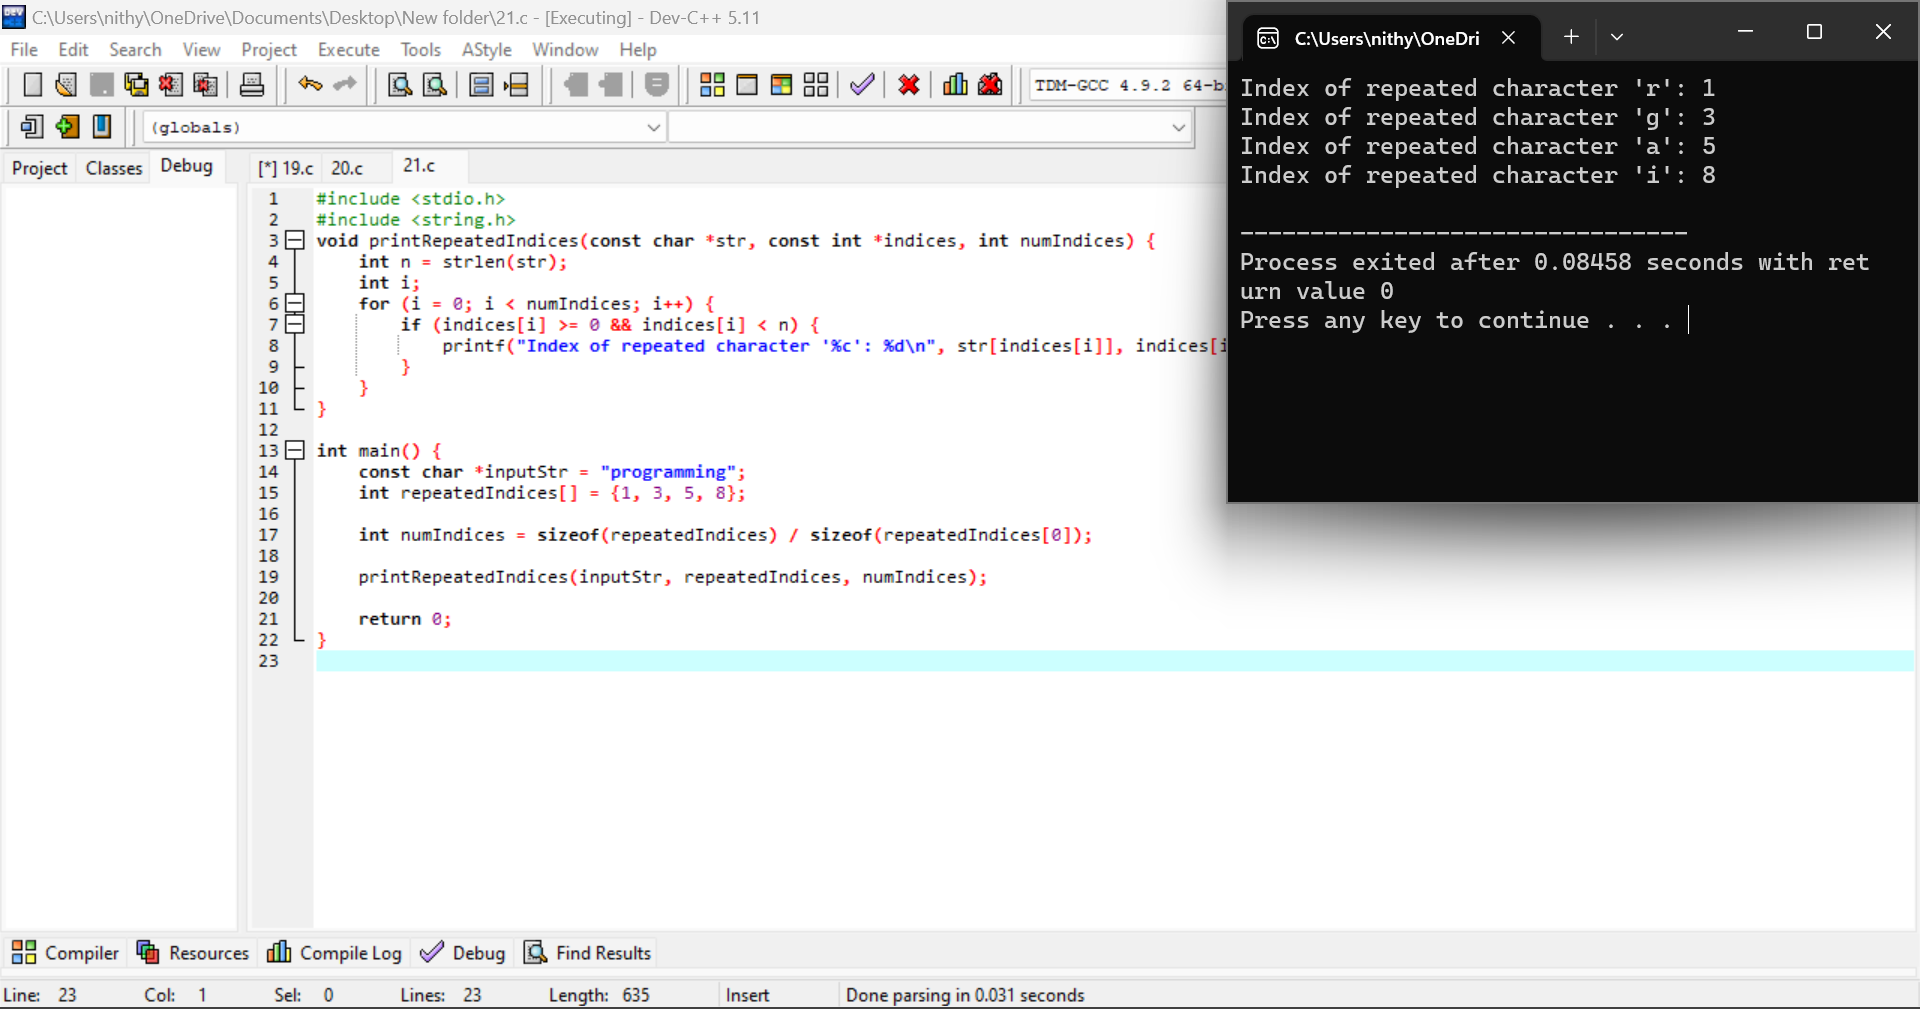 C:\Users\nithy\OneDrive\Documents\Desktop\New folder\21.c - [Executing] - Dev-C++ 5.11
File Edit Search View Project Execute Tools AStyle Window Help
TDM-GCC 4.9.2 64-b
(globals)
Project Classes Debug
[*] 19.c 20.c 21.c
1 #include <stdio.h>
2 #include <string.h>
3 void printRepeatedIndices(const char *str, const int *indices, int numIndices) {
4 int n = strlen(str);
5 int i;
6 for (i = 0; i < numIndices; i++) {
7 if (indices[i] >= 0 && indices[i] < n) {
8 printf("Index of repeated character '%c': %d\n", str[indices[i]], indices[i
9 }
10 }
11 }
12
13 int main() {
14 const char *inputStr = "programming";
15 int repeatedIndices[] = {1, 3, 5, 8};
16
17 int numIndices = sizeof(repeatedIndices) / sizeof(repeatedIndices[0]);
18
19 printRepeatedIndices(inputStr, repeatedIndices, numIndices);
20
21 return 0;
22 }
23
C:\Users\nithy\OneDri
Index of repeated character 'r': 1
Index of repeated character 'g': 3
Index of repeated character 'a': 5
Index of repeated character 'i': 8
--------------------------------
Process exited after 0.08458 seconds with ret
urn value 0
Press any key to continue . . .
Compiler Resources Compile Log Debug Find Results
Line: 23 Col: 1 Sel: 0 Lines: 23 Length: 635 Insert Done parsing in 0.031 seconds